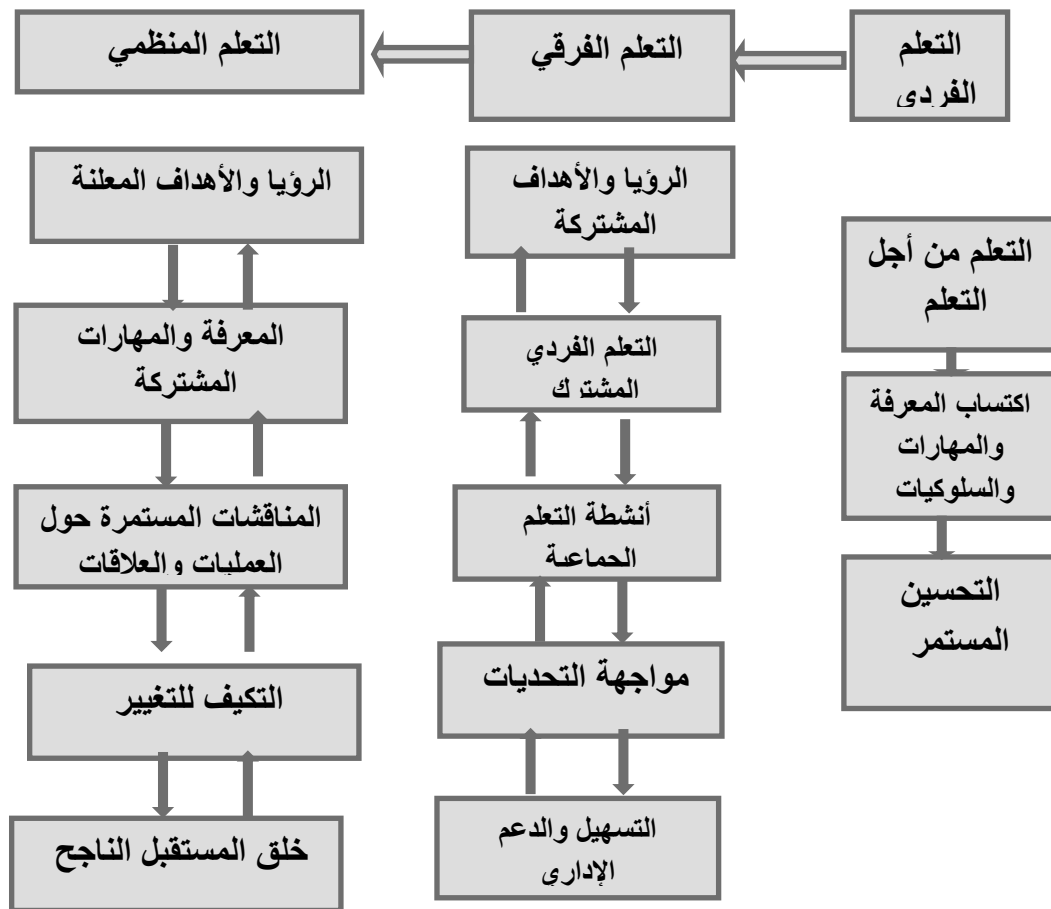 التعلم
الفردي
التعلم الفرقي
التعلم المنظمي
التعلم من أجل
التعلم
اكتساب المعرفة
والمهارات
والسلوكيات
التحسين
المستمر
الرؤيا والأهداف
المشتركة
التعلم الفردي
المشترك
أنشطة التعلم
الجماعية
مواجهة التحديات
التسهيل والدعم
الإداري
الرؤيا والأهداف المعلنة
المعرفة والمهارات
المشتركة
المناقشات المستمرة حول
العمليات والعلاقات
التكيف للتغيير
خلق المستقبل الناجح